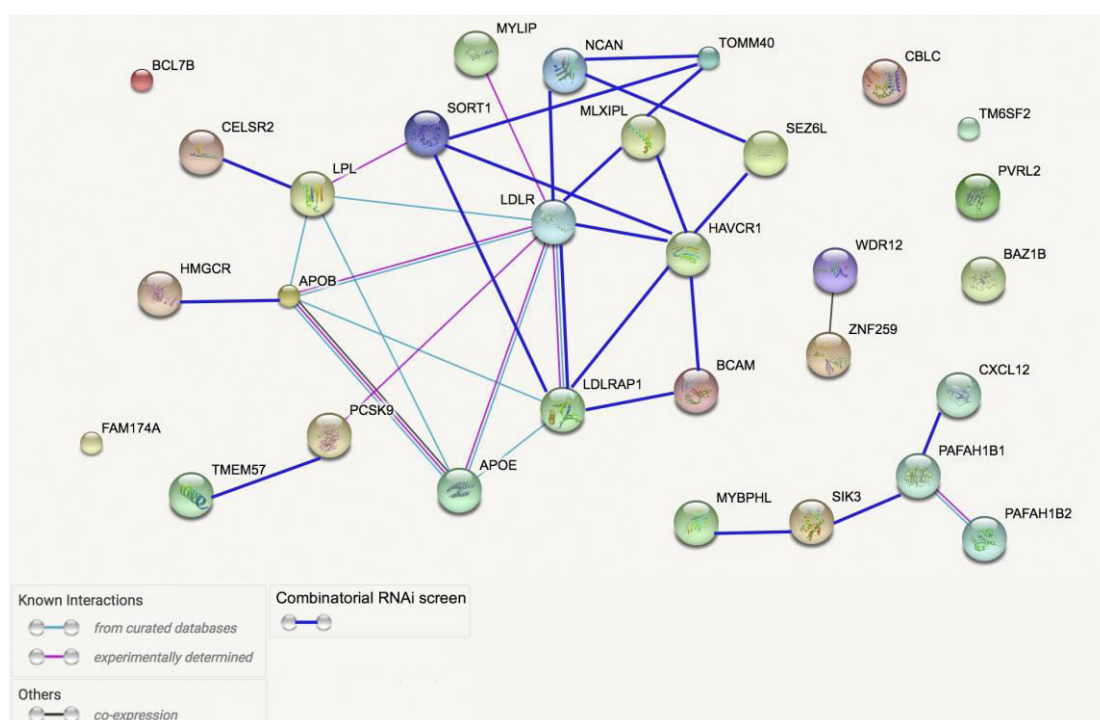 MYLIP
NCAN
TOMM40
BCL7B
CBLC
SORT1
MLXIPL
CELSR2
SEZ6L
TM6SF2
LPL
LDLR
PVRL2
HAVCR1
WDR12
HMGCR
APOB
BAZ1B
ZNF259
BCAM
LDLRAP1
CXCL12
PCSK9
FAM174A
TMEM57
APOE
PAFAH1B1
MYBPHL
SIK3
PAFAH1B2
Known Interactions
from curated databases
experimentally determined
Others
co-expression
Combinatorial RNAi screen